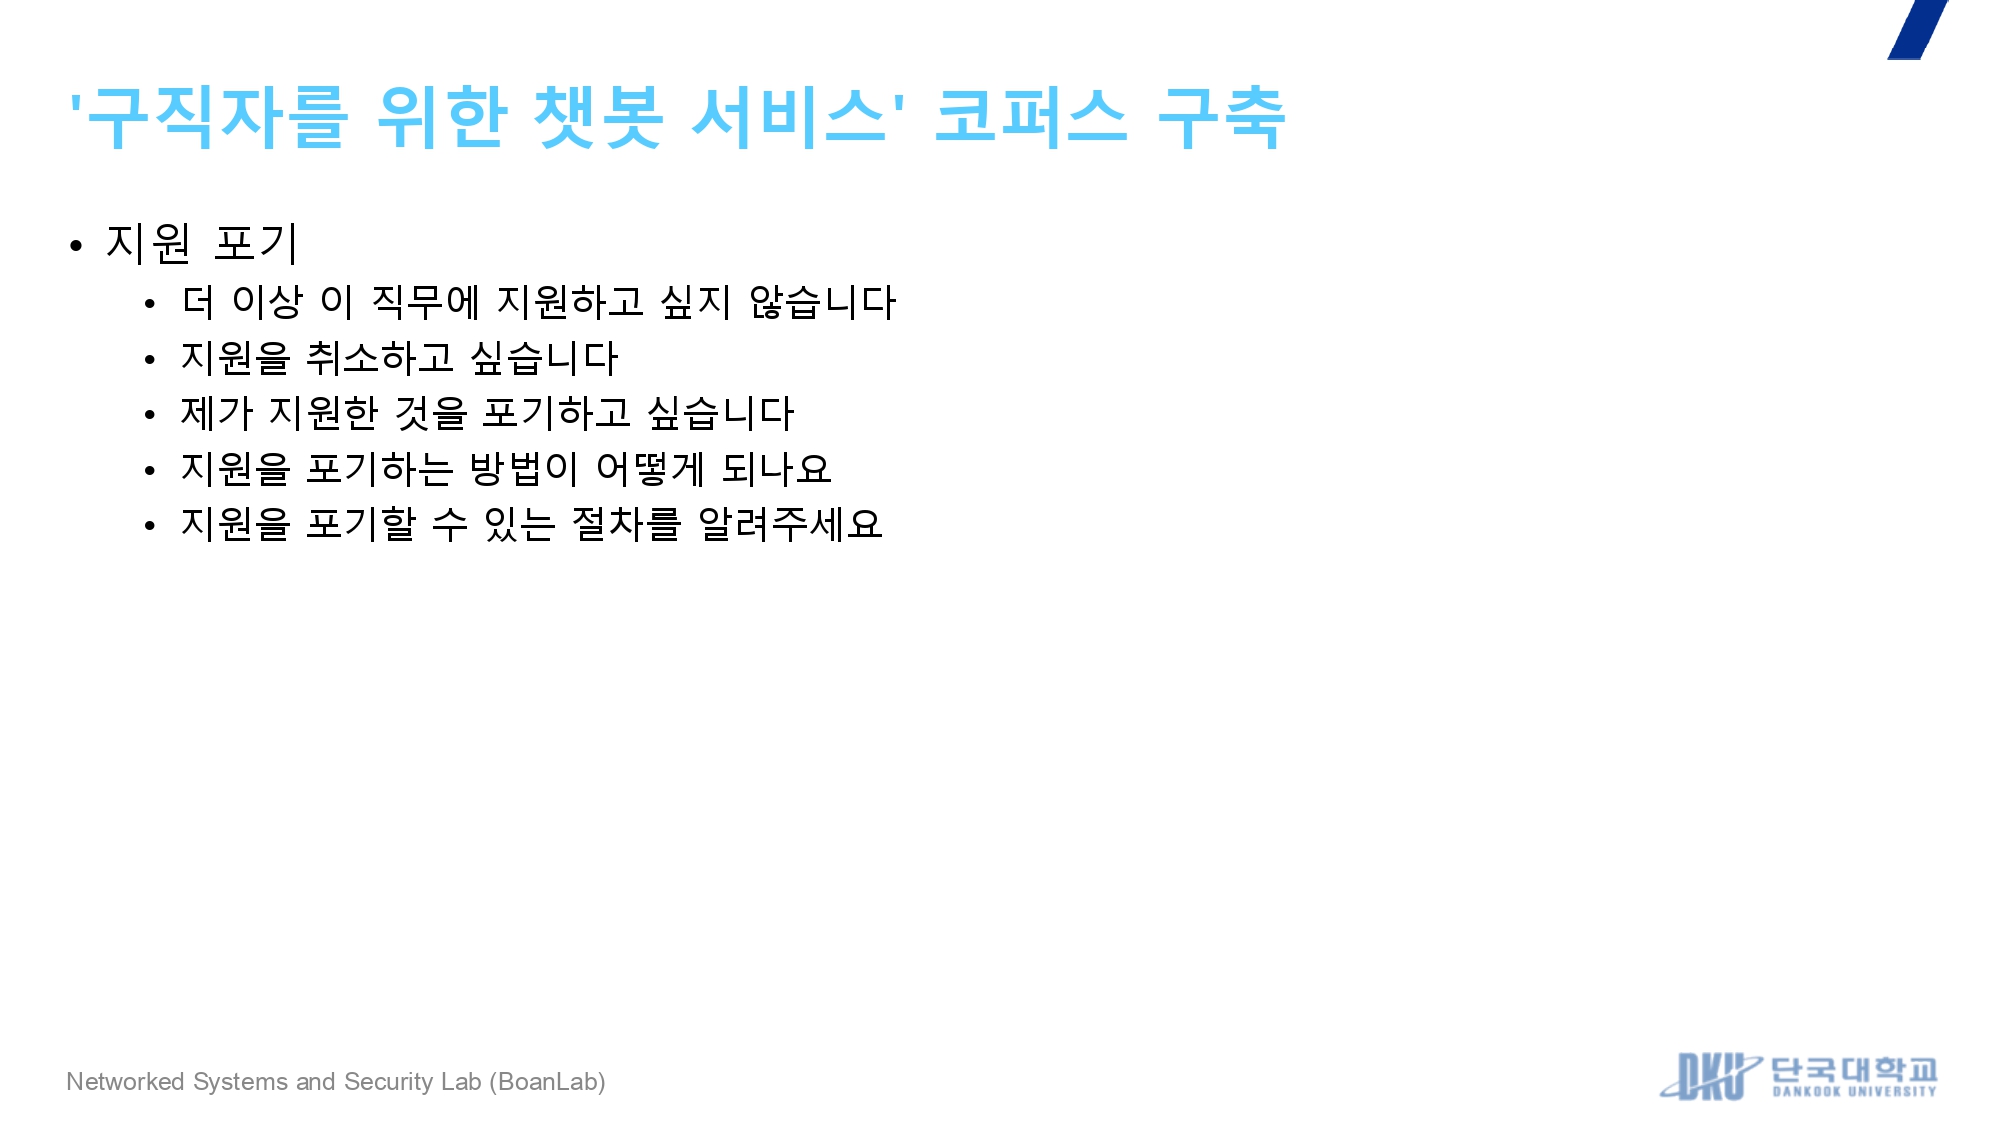 '구직자를 위한 챗봇 서비스' 코퍼스 구축
• 지원 포기
• 더 이상 이 직무에 지원하고 싶지 않습니다
• 지원을 취소하고 싶습니다
• 제가 지원한 것을 포기하고 싶습니다
• 지원을 포기하는 방법이 어떻게 되나요
• 지원을 포기할 수 있는 절차를 알려주세요
Networked Systems and Security Lab (BoanLab)
DKU 단국대학교
DANKOOK UNIVERSITY